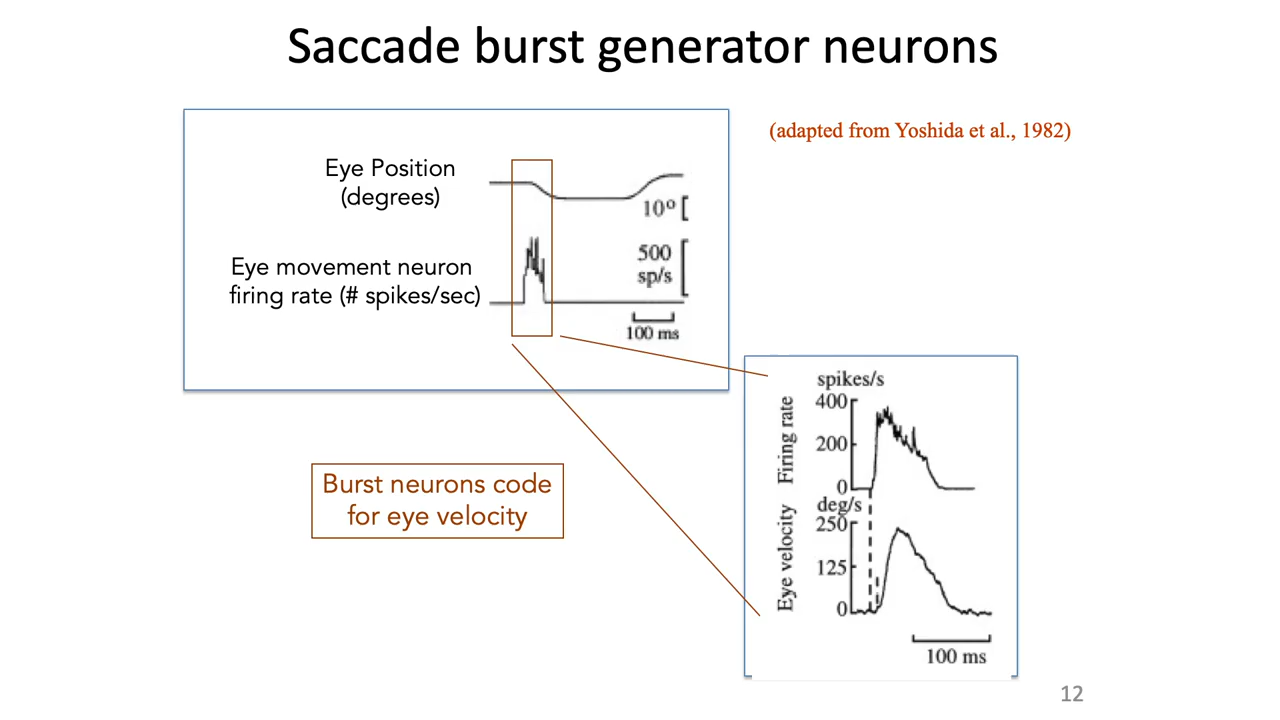 Saccade burst generator neurons
(adapted from Yoshida et al., 1982)
Eye Position
(degrees)
10º
Eye movement neuron
firing rate (# spikes/sec)
500
sp/s
100 ms
Burst neurons code
for eye velocity
spikes/s
Firing rate
400
200
0
deg/s
Eye velocity
250
125
0
100 ms
12